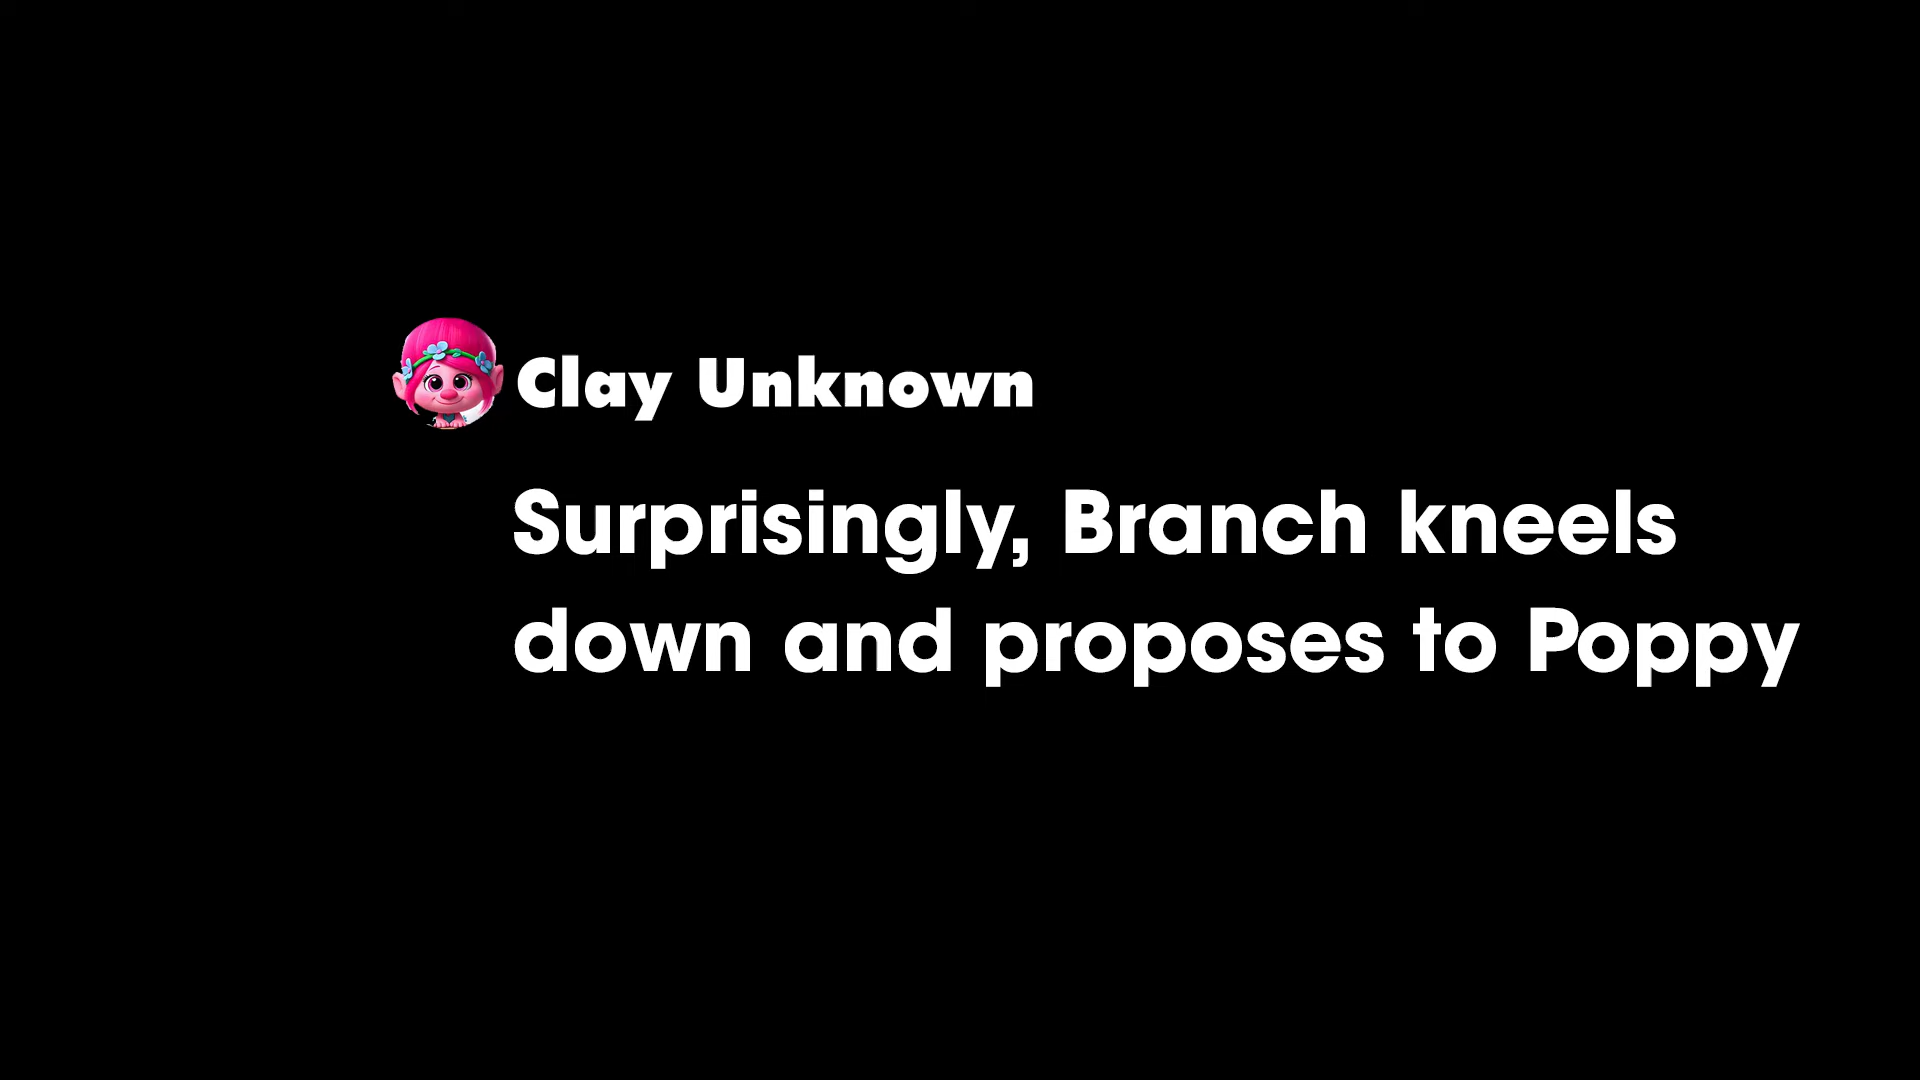 Clay Unknown
Surprisingly, Branch kneels
down and proposes to Poppy